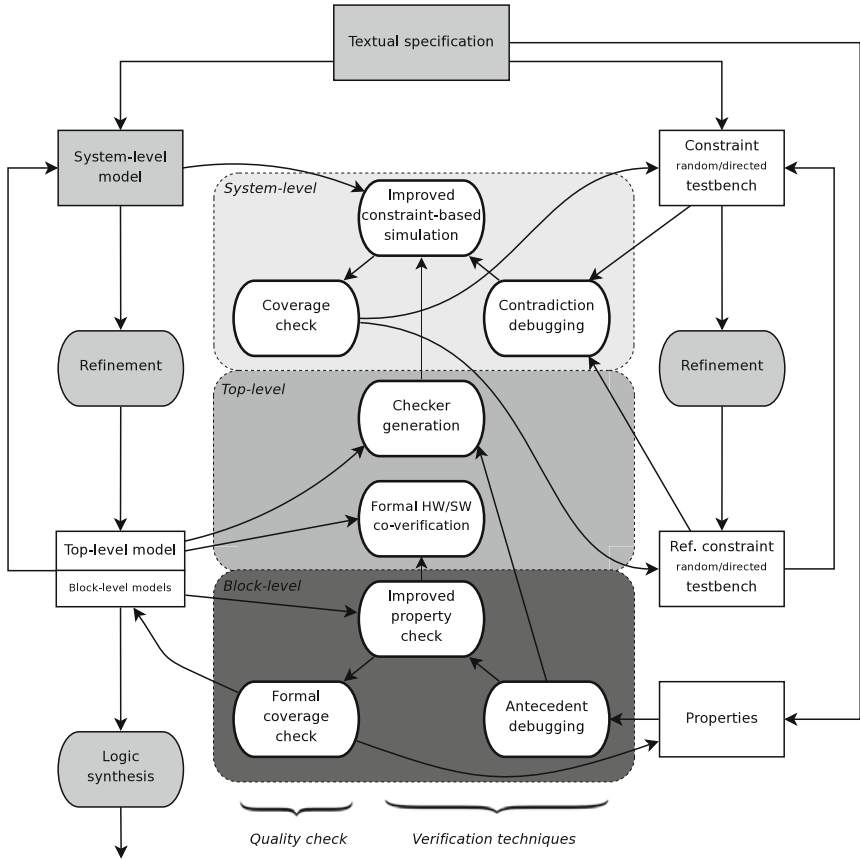 Textual specification
System-level
model
Constraint
random/directed
testbench
System-level
Improved
constraint-based
simulation
Coverage
check
Contradiction
debugging
Refinement
Refinement
Top-level
Checker
generation
Formal HW/SW
co-verification
Top-level model
Block-level models
Ref. constraint
random/directed
testbench
Block-level
Improved
property
check
Formal
coverage
check
Antecedent
debugging
Properties
Logic
synthesis
Quality check
Verification techniques